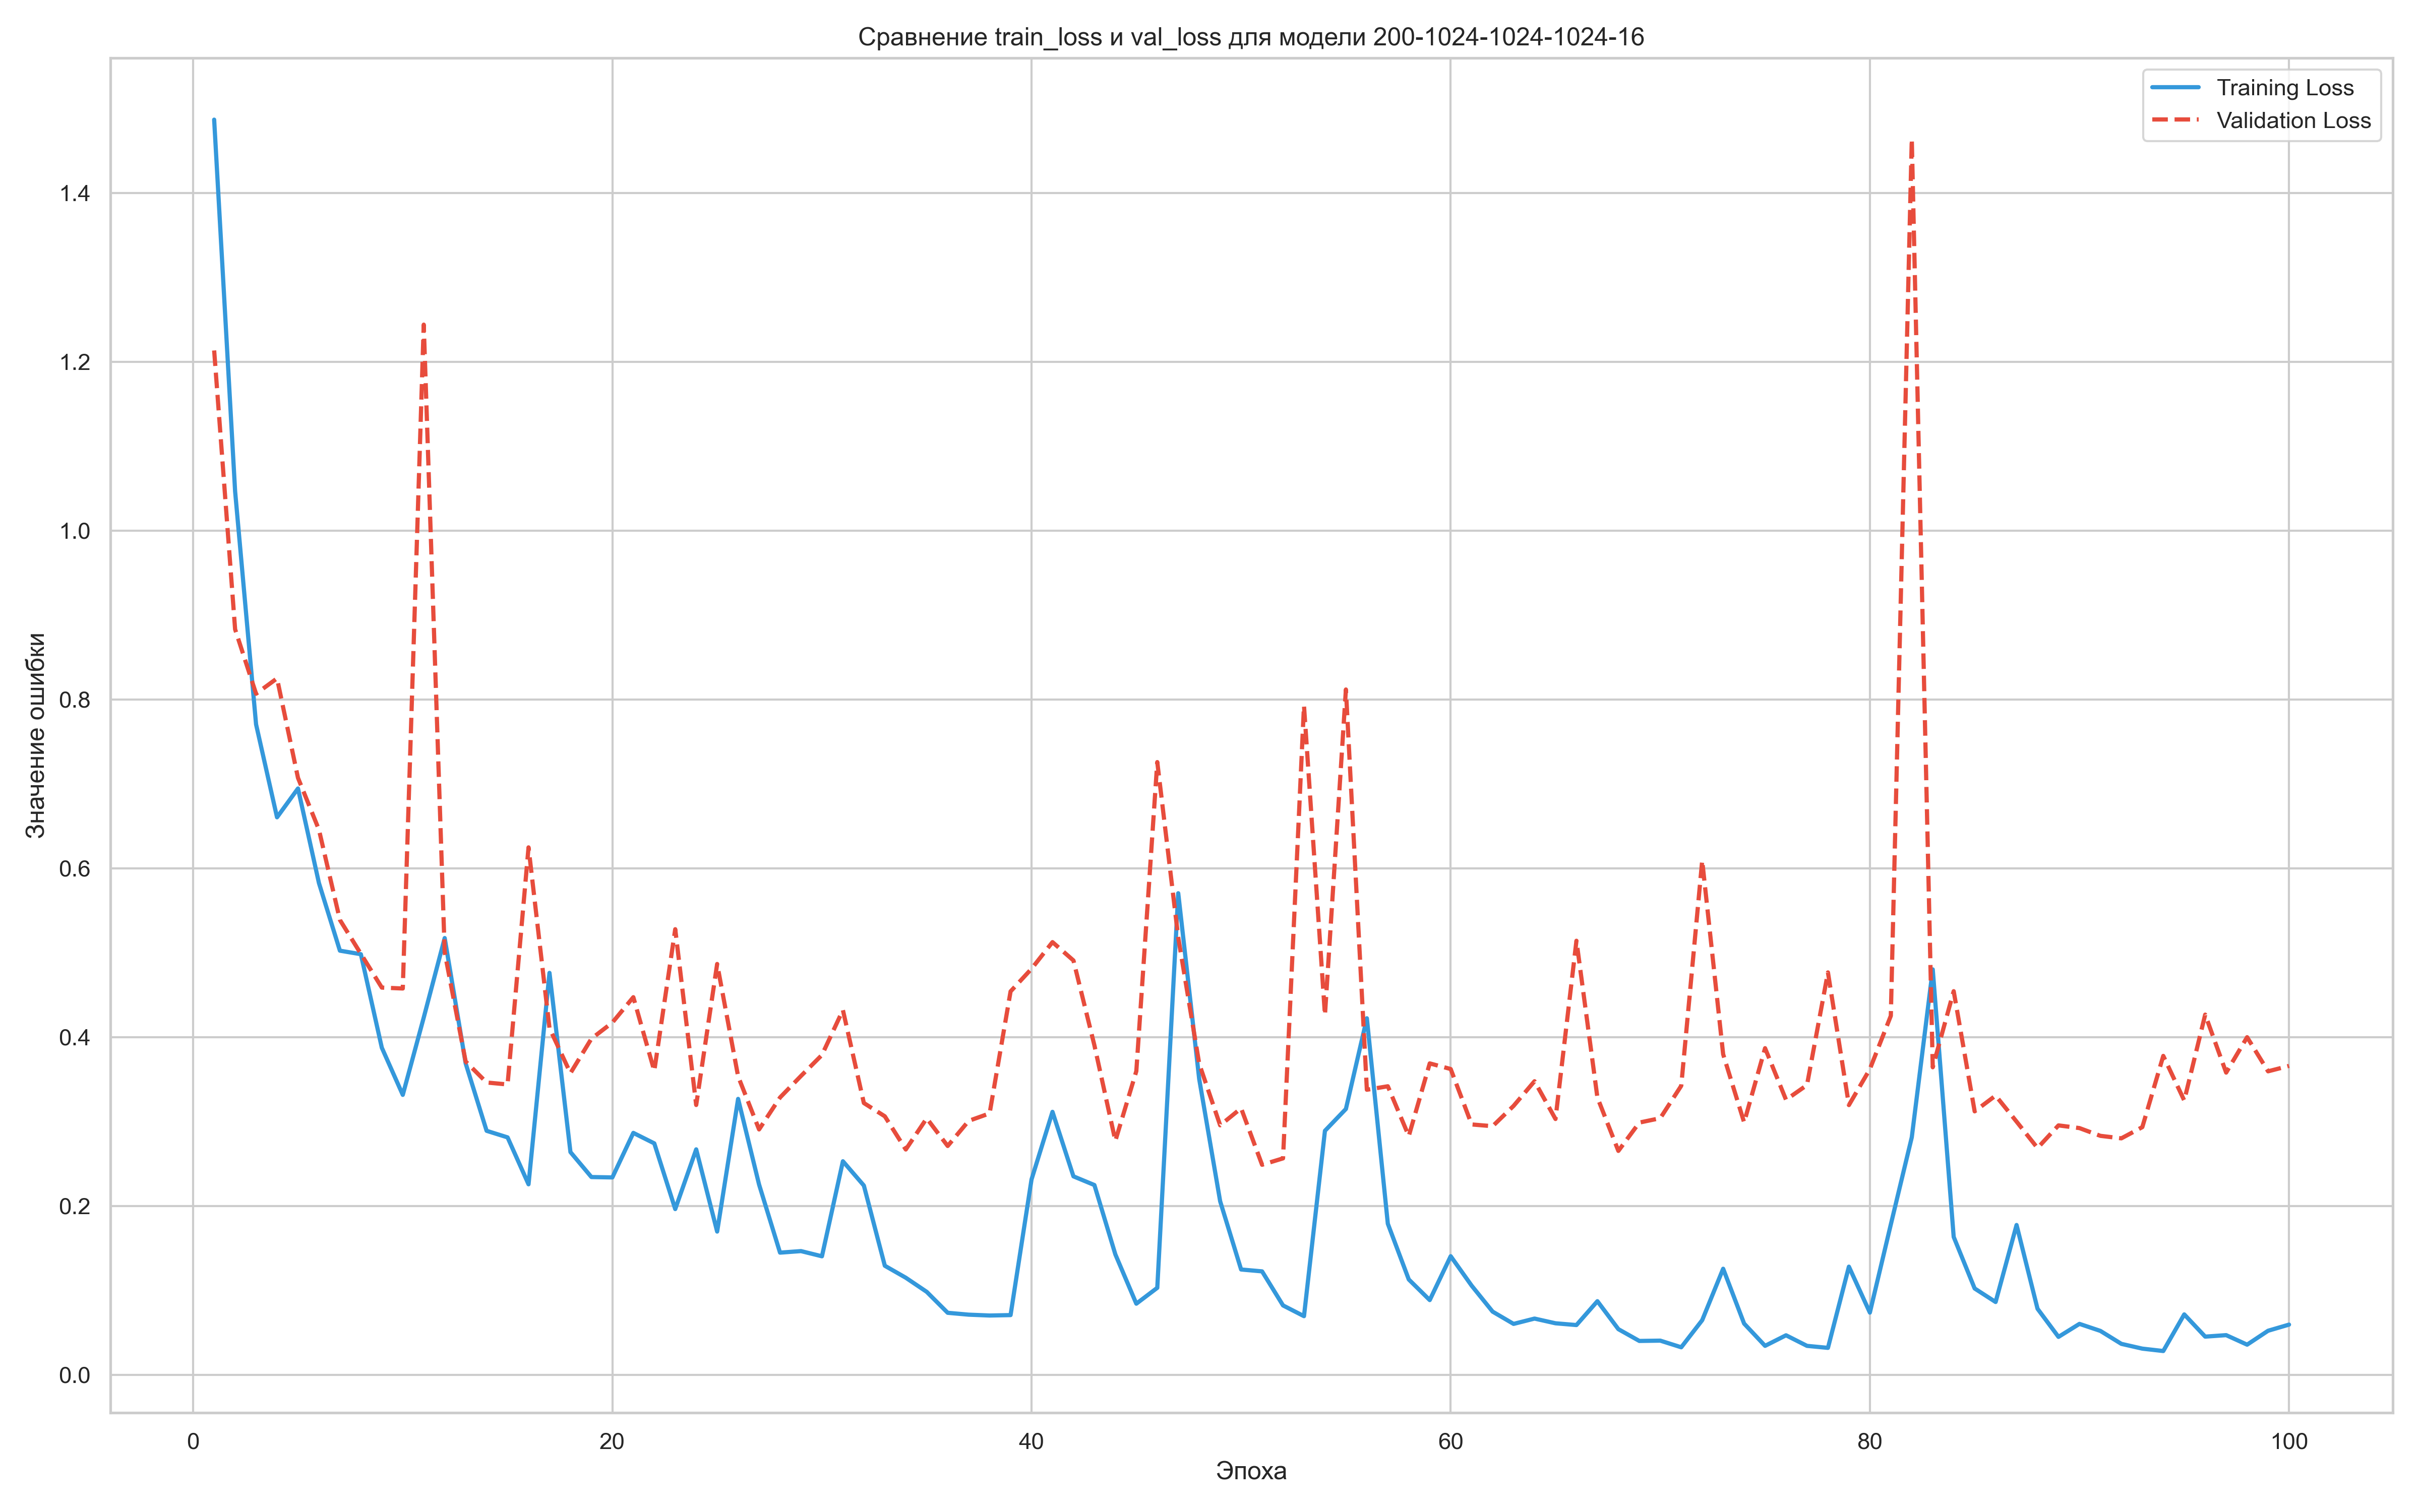 Сравнение train_loss и val_loss для модели 200-1024-1024-1024-16
Training Loss
Validation Loss
1.4
1.2
1.0
0.8
0.6
0.4
0.2
0.0
Значение ошибки
0
20
40
60
80
100
Эпоха